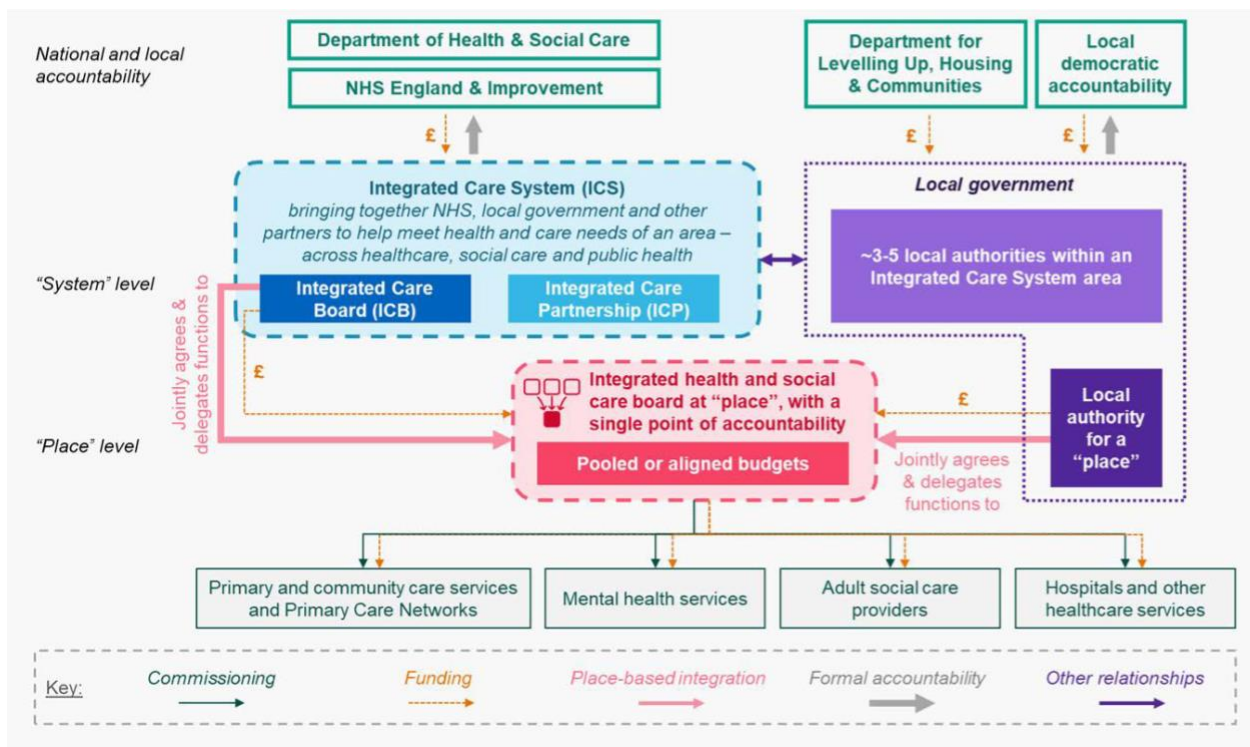 National and local
accountability
Department of Health & Social Care
NHS England & Improvement
Department for
Levelling Up, Housing
& Communities
Local
democratic
accountability
£
£
£
"System" level
Integrated Care System (ICS)
bringing together NHS, local government and other
partners to help meet health and care needs of an area –
across healthcare, social care and public health
Integrated Care
Board (ICB)
Integrated Care
Partnership (ICP)
Local government
~3-5 local authorities within an
Integrated Care System area
Jointly agrees &
delegates functions to
£
"Place" level
Integrated health and social
care board at "place", with a
single point of accountability
Pooled or aligned budgets
£
Jointly agrees
& delegates
functions to
Local
authority
for a
"place"
Primary and community care services
and Primary Care Networks
Mental health services
Adult social care
providers
Hospitals and other
healthcare services
Key:
Commissioning
Funding
Place-based integration
Formal accountability
Other relationships